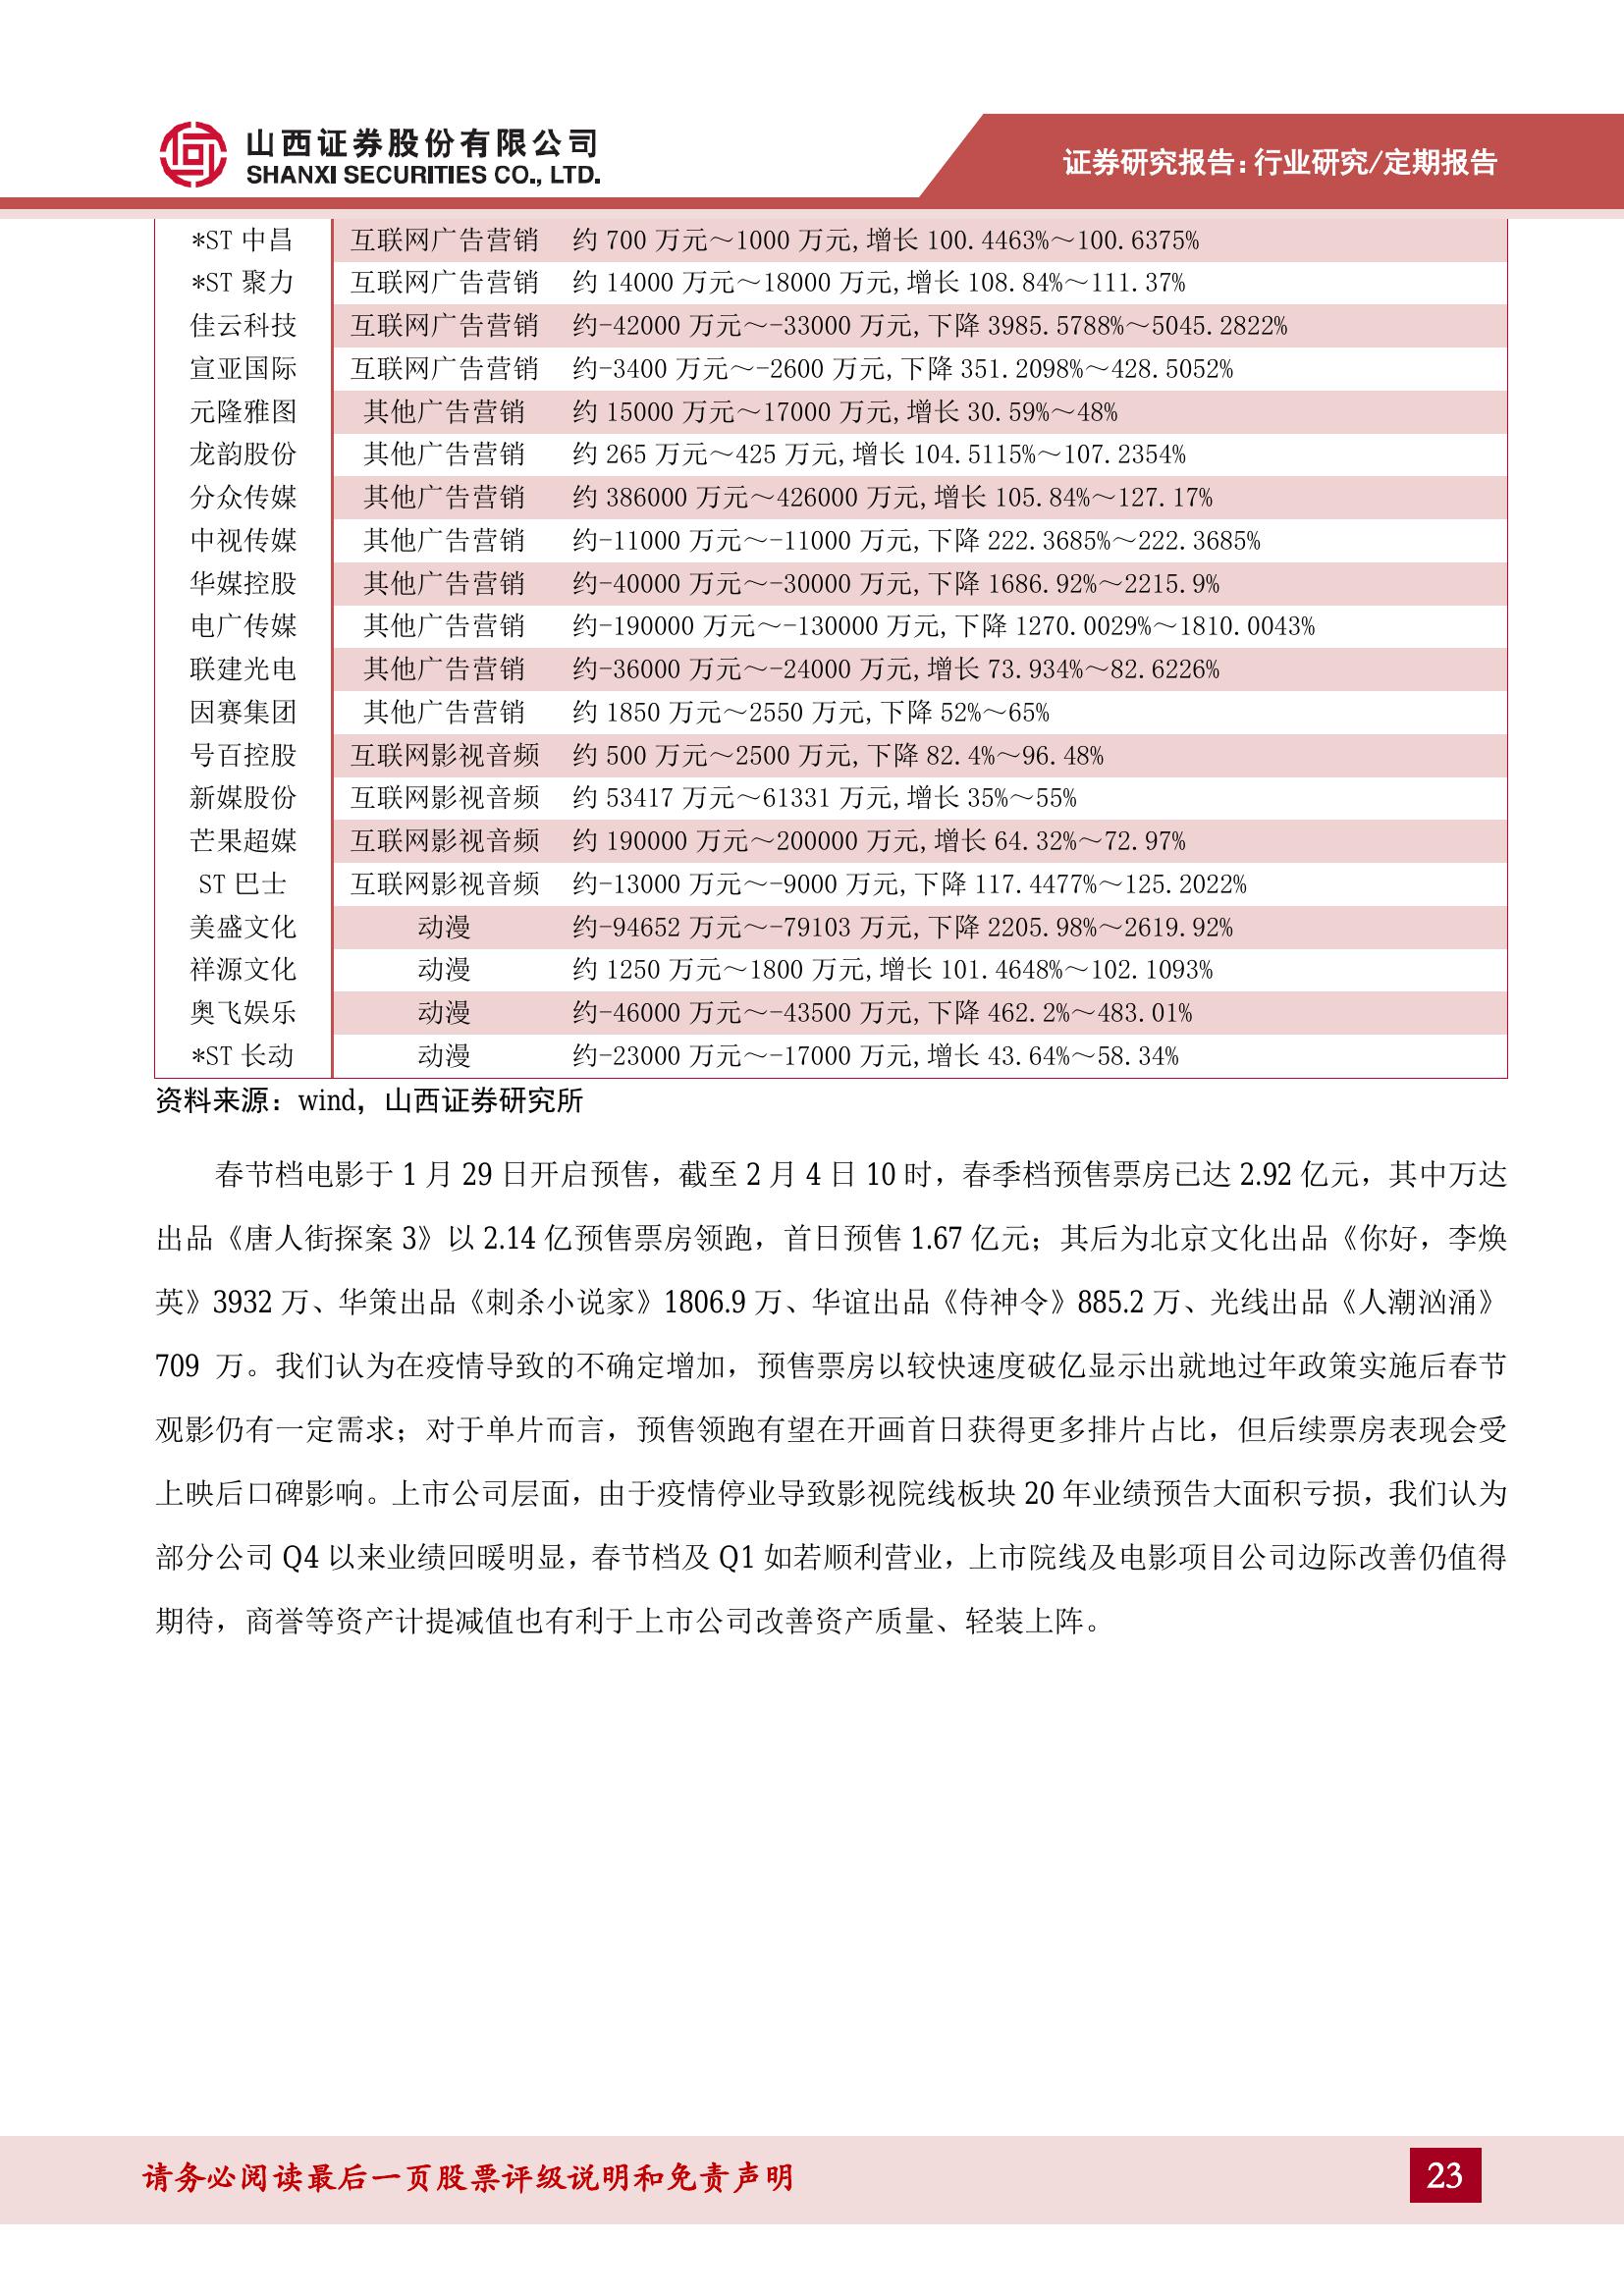 山西证券股份有限公司
SHANXI SECURITIES CO., LTD.
证券研究报告：行业研究/定期报告
*ST 中昌 互联网广告营销 约 700 万元～1000 万元,增长 100.4463%～100.6375%
*ST 聚力 互联网广告营销 约 14000 万元～18000 万元,增长 108.84%～111.37%
佳云科技 互联网广告营销 约-42000 万元～-33000 万元,下降 3985.5788%～5045.2822%
宣亚国际 互联网广告营销 约-3400 万元～-2600 万元,下降 351.2098%～428.5052%
元隆雅图 其他广告营销 约 15000 万元～17000 万元,增长 30.59%～48%
龙韵股份 其他广告营销 约 265 万元～425 万元,增长 104.5115%～107.2354%
分众传媒 其他广告营销 约 386000 万元～426000 万元,增长 105.84%～127.17%
中视传媒 其他广告营销 约-11000 万元～-11000 万元,下降 222.3685%～222.3685%
华媒控股 其他广告营销 约-40000 万元～-30000 万元,下降 1686.92%～2215.9%
电广传媒 其他广告营销 约-190000 万元～-130000 万元,下降 1270.0029%～1810.0043%
联建光电 其他广告营销 约-36000 万元～-24000 万元,增长 73.934%～82.6226%
因赛集团 其他广告营销 约 1850 万元～2550 万元,下降 52%～65%
号百控股 互联网影视音频 约 500 万元～2500 万元,下降 82.4%～96.48%
新媒股份 互联网影视音频 约 53417 万元～61331 万元,增长 35%～55%
芒果超媒 互联网影视音频 约 190000 万元～200000 万元,增长 64.32%～72.97%
ST 巴士 互联网影视音频 约-13000 万元～-9000 万元,下降 117.4477%～125.2022%
美盛文化 动漫 约-94652 万元～-79103 万元,下降 2205.98%～2619.92%
祥源文化 动漫 约 1250 万元～1800 万元,增长 101.4648%～102.1093%
奥飞娱乐 动漫 约-46000 万元～-43500 万元,下降 462.2%～483.01%
*ST 长动 动漫 约-23000 万元～-17000 万元,增长 43.64%～58.34%
资料来源：wind，山西证券研究所
春节档电影于 1 月 29 日开启预售，截至 2 月 4 日 10 时，春季档预售票房已达 2.92 亿元，其中万达
出品《唐人街探案 3》以 2.14 亿预售票房领跑，首日预售 1.67 亿元；其后为北京文化出品《你好，李焕
英》3932 万、华策出品《刺杀小说家》1806.9 万、华谊出品《侍神令》885.2 万、光线出品《人潮汹涌》
709 万。我们认为在疫情导致的不确定增加，预售票房以较快速度破亿显示出就地过年政策实施后春节
观影仍有一定需求；对于单片而言，预售领跑有望在开画首日获得更多排片占比，但后续票房表现会受
上映后口碑影响。上市公司层面，由于疫情停业导致影视院线板块 20 年业绩预告大面积亏损，我们认为
部分公司 Q4 以来业绩回暖明显，春节档及 Q1 如若顺利营业，上市院线及电影项目公司边际改善仍值得
期待，商誉等资产计提减值也有利于上市公司改善资产质量、轻装上阵。
请务必阅读最后一页股票评级说明和免责声明
23